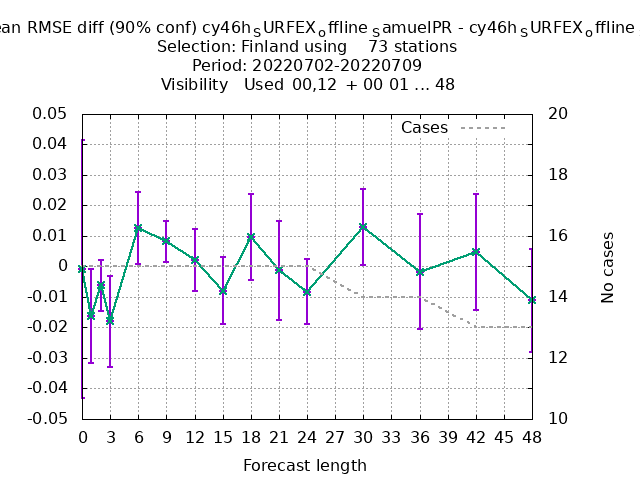 ean RMSE diff (90% conf) cy46hSURFEXoffline SamuelPR - cy46hSURFEXoffline
Selection: Finland using 73 stations
Period: 20220702-20220709
Visibility Used 00,12 + 00 01 ... 48
Cases
0.05
0.04
0.03
0.02
0.01
0
-0.01
-0.02
-0.03
-0.04
-0.05
20
18
16
14
12
10
No cases
0 3 6 9 12 15 18 21 24 27 30 33 36 39 42 45 48
Forecast length